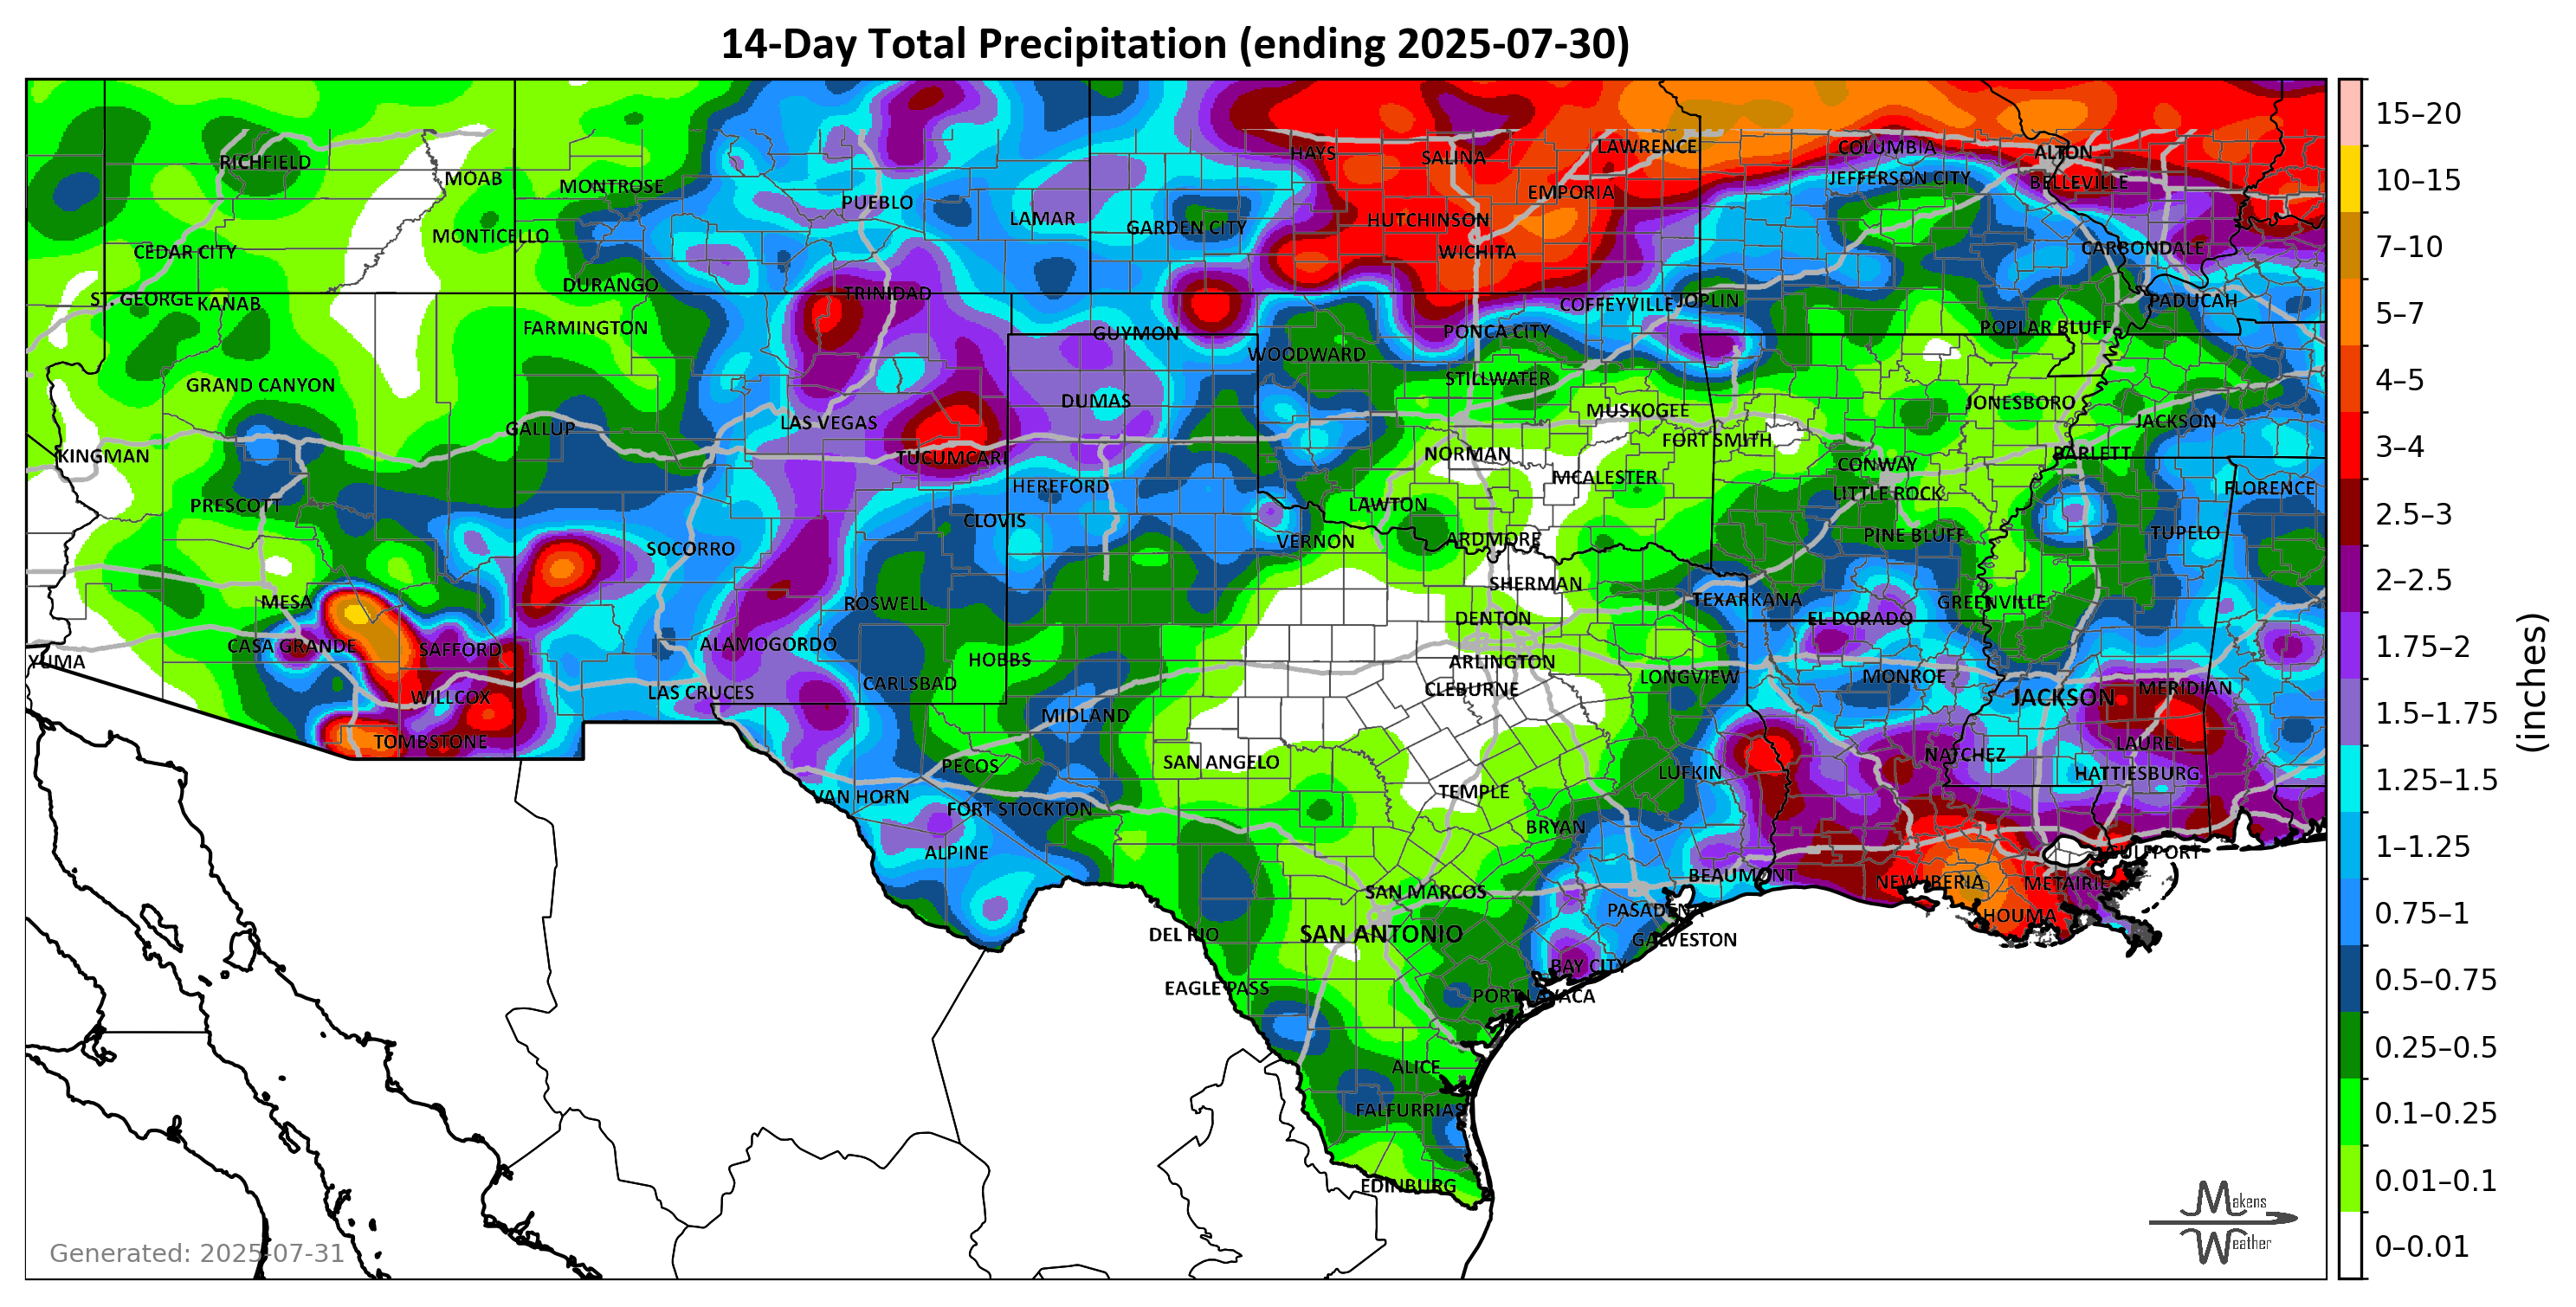 14-Day Total Precipitation (ending 2025-07-30)
RICHFIELD
MOAB
MONTROSE
PUEBLO
LAMAR
GARDEN CITY
HAYS
SALINA
LAWRENCE
EMPORIA
HUTCHINSON
WICHITA
COLUMBIA
JEFFERSON CITY
ALTON
BELLEVILLE
CEDAR CITY
MONTICELLO
CARBONDALE
ST. GEORGE
KANAB
DURANGO
TRINIDAD
COFFEYVILLE
JOPLIN
PADUCAH
FARMINGTON
GUYMON
WOODWARD
PONCA CITY
POPLAR BLUFF
GRAND CANYON
DUMAS
STILLWATER
MUSKOGEE
JONESBORO
JACKSON
KINGMAN
GALLUP
LAS VEGAS
TUCUMCARI
NORMAN
FORT SMITH
BARLETT
PRESCOTT
HEREFORD
LAWTON
MCALESTER
CONWAY
LITTLE ROCK
FLORENCE
SOCORRO
CLOVIS
VERNON
ARDMORE
PINE BLUFF
TUPELO
MESA
ROSWELL
SHERMAN
DENTON
TEXARKANA
EL DORADO
GREENVILLE
YUMA
CASA GRANDE
SAFFORD
ALAMOGORDO
HOBBS
ARLINGTON
LONGVIEW
MONROE
JACKSON
MERIDIAN
WILLCOX
LAS CRUCES
CARLSBAD
MIDLAND
CLEBURNE
TOMBSTONE
PECOS
SAN ANGELO
LUFKIN
NATCHEZ
LAUREL
HATTIESBURG
VAN HORN
FORT STOCKTON
TEMPLE
BRYAN
ALPINE
SAN MARCOS
BEAUMONT
NEW IBERIA
METAIRIE
GULFPORT
DEL RIO
SAN ANTONIO
PASADENA
GALVESTON
HOUMA
EAGLE PASS
BAY CITY
PORT LAVACA
ALICE
FALFURRIAS
EDINBURG
15–20
10–15
7–10
5–7
4–5
3–4
2.5–3
2–2.5
1.75–2
1.5–1.75
1.25–1.5
1–1.25
0.75–1
0.5–0.75
0.25–0.5
0.1–0.25
0.01–0.1
0–0.01
(inches)
Generated: 2025-07-31
Makens
Weather